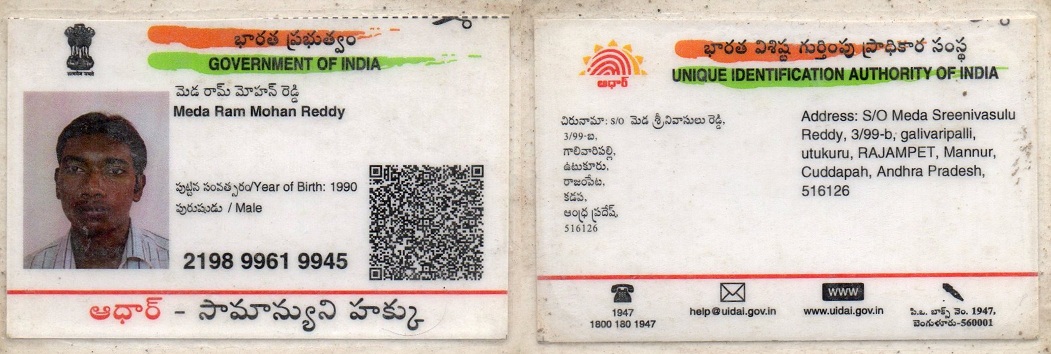 భారత ప్రభుత్వం
GOVERNMENT OF INDIA
మెడ రామ్ మోహన్ రెడ్డి
Meda Ram Mohan Reddy
పుట్టిన సంవత్సరం/Year of Birth: 1990
పురుషుడు / Male
2198 9961 9945
ఆధార్ - సామాన్యుని హక్కు
భారత విశిష్ట గుర్తింపు ప్రాధికార సంస్థ
UNIQUE IDENTIFICATION AUTHORITY OF INDIA
ఆధార్
చిరునామా: S/O మెడ శ్రీనివాసులు రెడ్డి,
3/99-బ,
గాలివారిపల్లి,
ఉటుకూరు,
రాజంపేట,
కడప,
ఆంధ్ర ప్రదేశ్,
516126
Address: S/O Meda Sreenivasulu
Reddy, 3/99-b, galivaripalli,
utukuru, RAJAMPET, Mannur,
Cuddapah, Andhra Pradesh,
516126
1947
1800 180 1947
help@uidai.gov.in
www
www.uidai.gov.in
పి.ఒ. బాక్స్ నెం. 1947,
బెంగుళూరు-560001